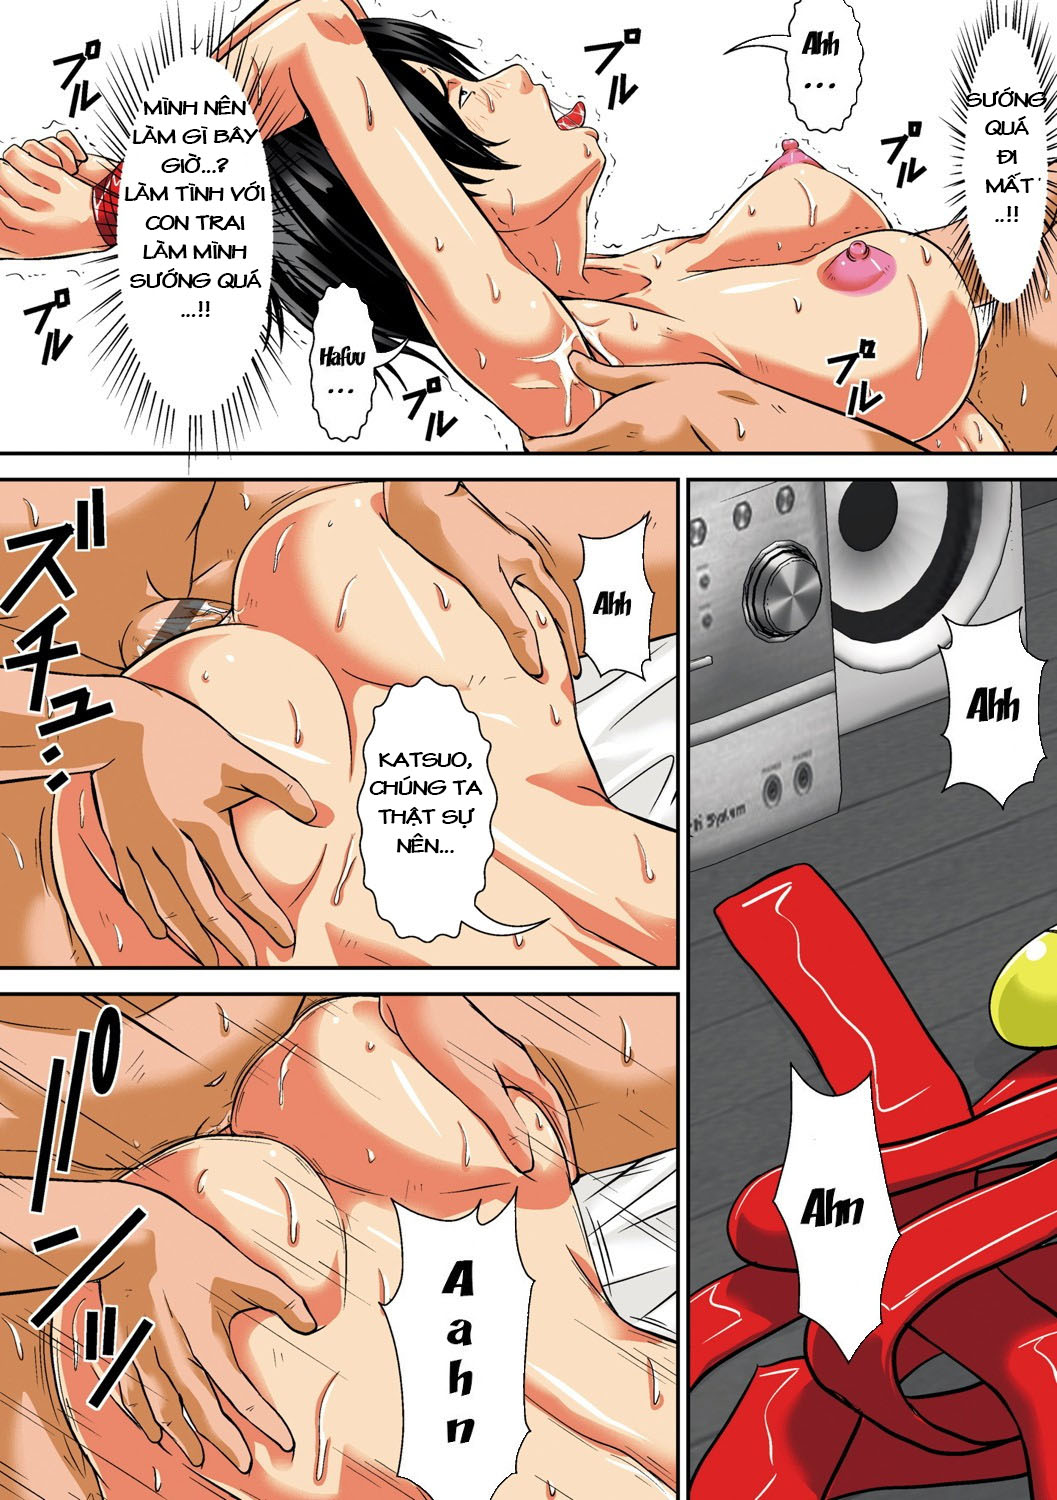 プルプル
Ahh
...
SƯỚNG
QUÁ
ĐI
MẤT
..!!
MÌNH NÊN
LÀM GÌ BÂY
GIỜ...?
LÀM TÌNH VỚI
CON TRAI
LÀM MÌNH
SƯỚNG QUÁ
...!!
プル
プル
Hafuu
...
プル
プル
ズチュ...
Ahh
KATSUO,
CHÚNG TA
THẬT SỰ
NÊN...
Ahh
System
Ahn
Aahn
パン